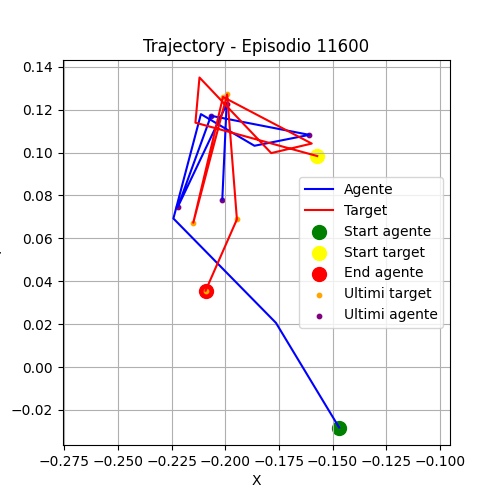 Trajectory - Episodio 11600
0.14
0.12
0.10
0.08
0.06
0.04
0.02
0.00
−0.02
Agente
Target
Start agente
Start target
End agente
Ultimi target
Ultimi agente
−0.275 −0.250 −0.225 −0.200 −0.175 −0.150 −0.125 −0.100
X